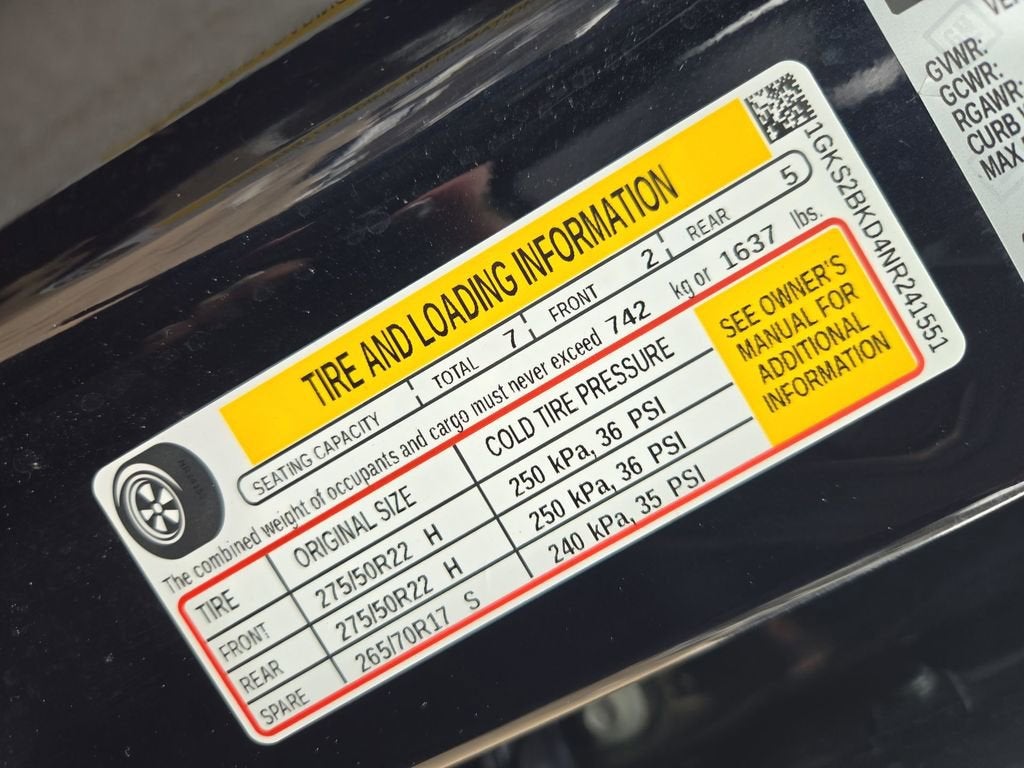 TIRE AND LOADING INFORMATION
SEATING CAPACITY TOTAL 7 FRONT 2 REAR 5
The combined weight of occupants and cargo must never exceed 742 kg or 1637 lbs.
TIRE ORIGINAL SIZE COLD TIRE PRESSURE
FRONT 275/50R22 H 250 kPa, 36 PSI
REAR 275/50R22 H 250 kPa, 36 PSI
SPARE 265/70R17 S 240 kPa, 35 PSI
SEE OWNER'S
MANUAL FOR
ADDITIONAL
INFORMATION
1GKS2BKD4NR241551
GVWR:
GCWR:
RGAWR:
CURB
MAX